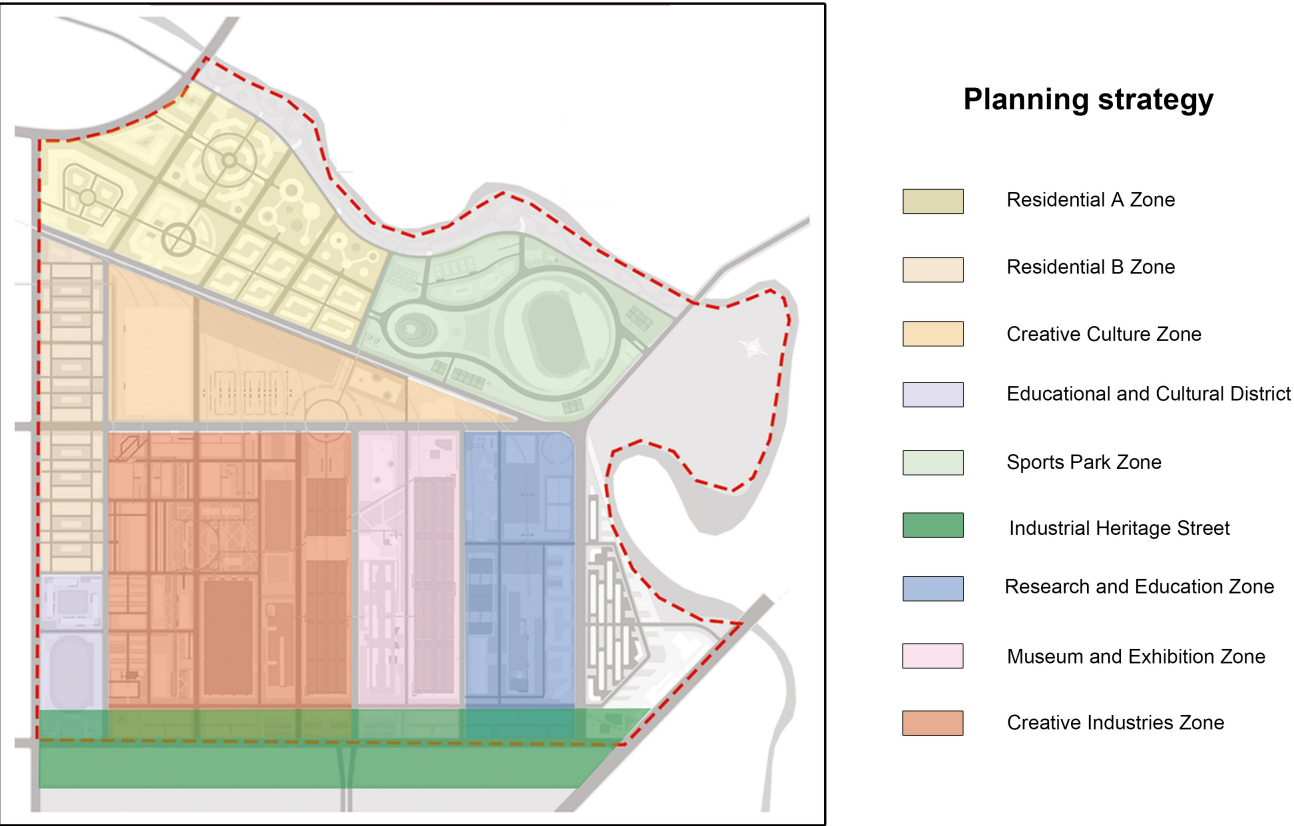 Planning strategy
Residential A Zone
Residential B Zone
Creative Culture Zone
Educational and Cultural District
Sports Park Zone
Industrial Heritage Street
Research and Education Zone
Museum and Exhibition Zone
Creative Industries Zone